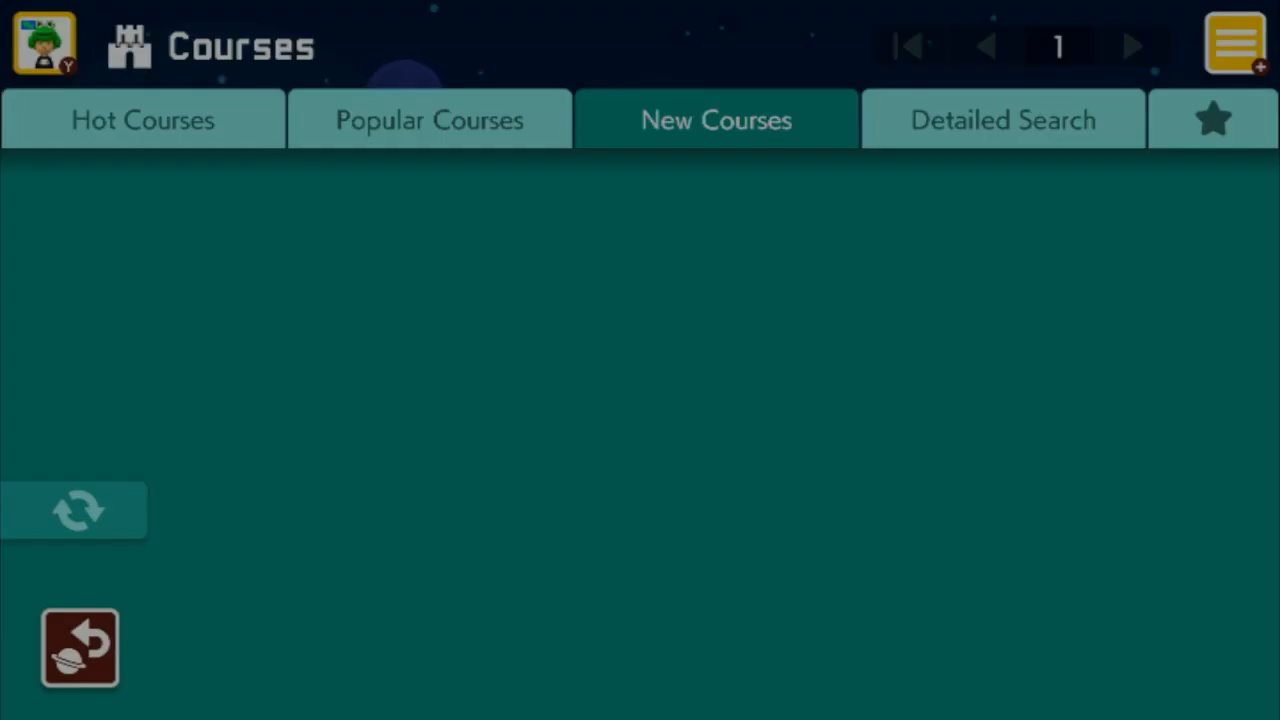 Courses
1
Y
+
Hot Courses
Popular Courses
New Courses
Detailed Search